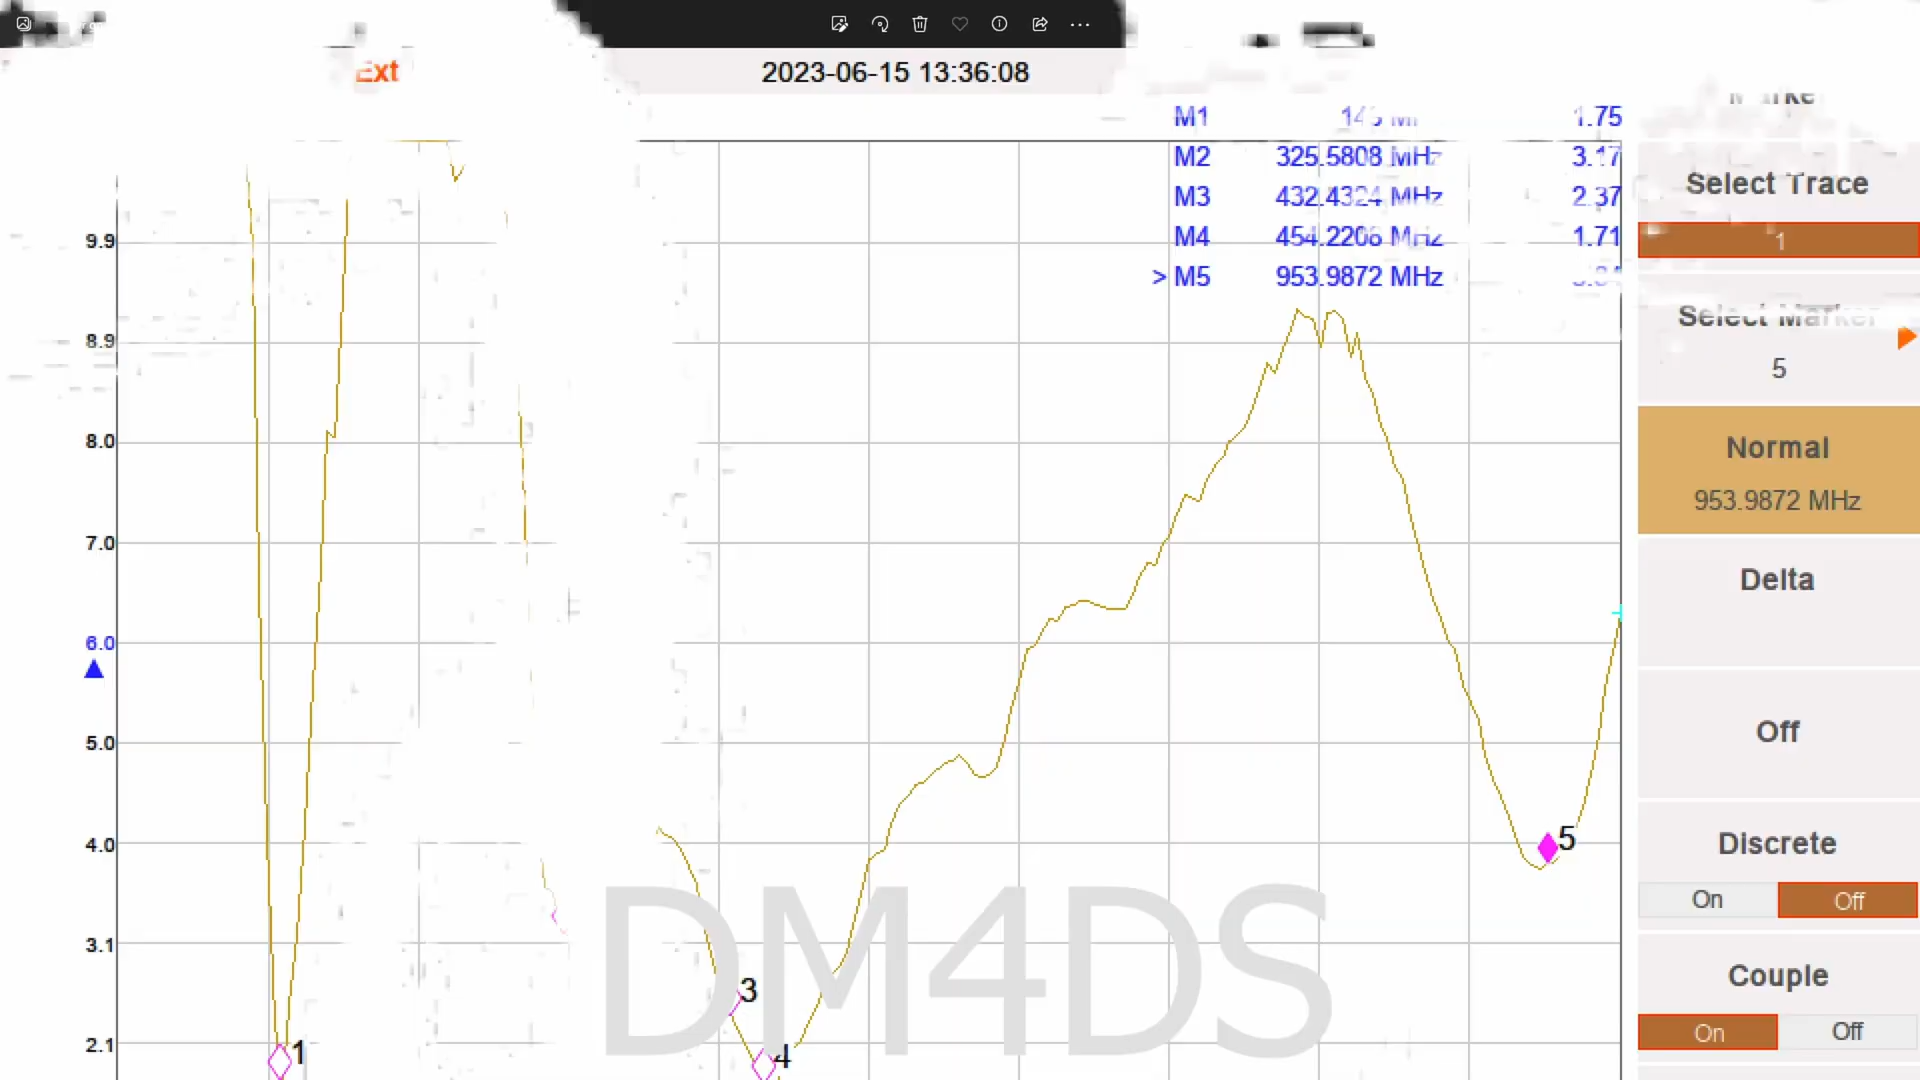 Ext
2023-06-15 13:36:08
M1 1.75
M2 325.5808 MHz 3.17
M3 432.4324 MHz 2.37
M4 454.2206 MHz 1.71
> M5 953.9872 MHz
Select Trace
1
Select Marker
5
Normal
953.9872 MHz
Delta
Off
Discrete
On Off
Couple
On Off
9.9
8.9
8.0
7.0
6.0
5.0
4.0
3.1
2.1
1
3
4
5
DM4DS